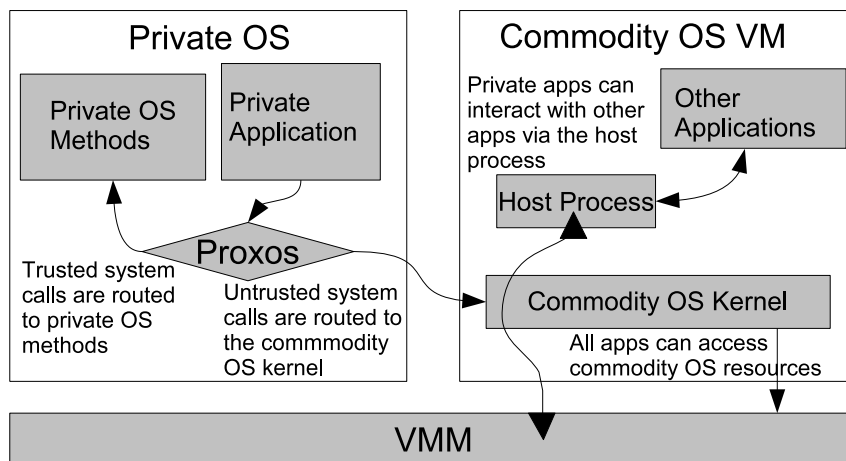 Private OS
Private OS
Methods
Private
Application
Proxos
Trusted system
calls are routed
to private OS
methods
Untrusted system
calls are routed to
the commmodity
OS kernel
Commodity OS VM
Private apps can
interact with other
apps via the host
process
Other
Applications
Host Process
Commodity OS Kernel
All apps can access
commodity OS resources
VMM